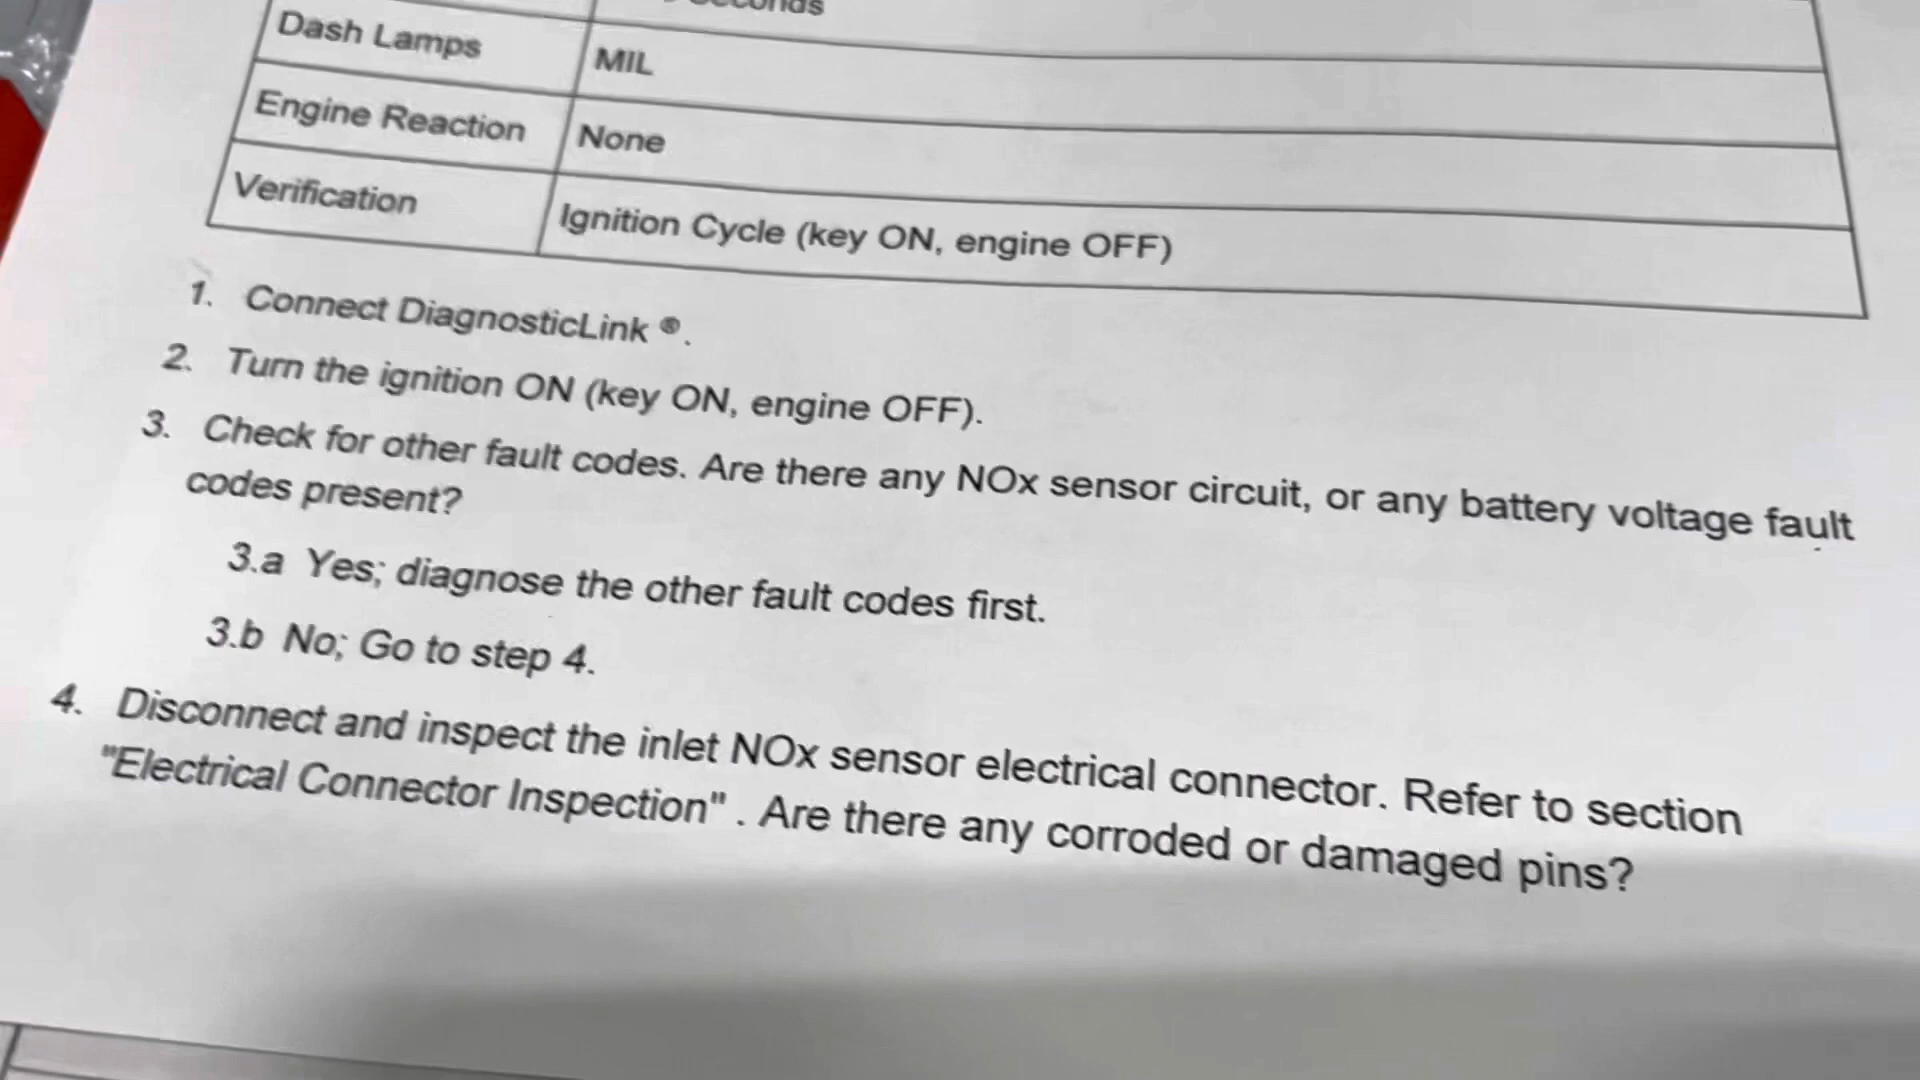 Seconds
Dash Lamps MIL
Engine Reaction None
Verification Ignition Cycle (key ON, engine OFF)
1. Connect DiagnosticLink ®.
2. Turn the ignition ON (key ON, engine OFF).
3. Check for other fault codes. Are there any NOx sensor circuit, or any battery voltage fault
codes present?
3.a Yes; diagnose the other fault codes first.
3.b No; Go to step 4.
4. Disconnect and inspect the inlet NOx sensor electrical connector. Refer to section
"Electrical Connector Inspection" . Are there any corroded or damaged pins?